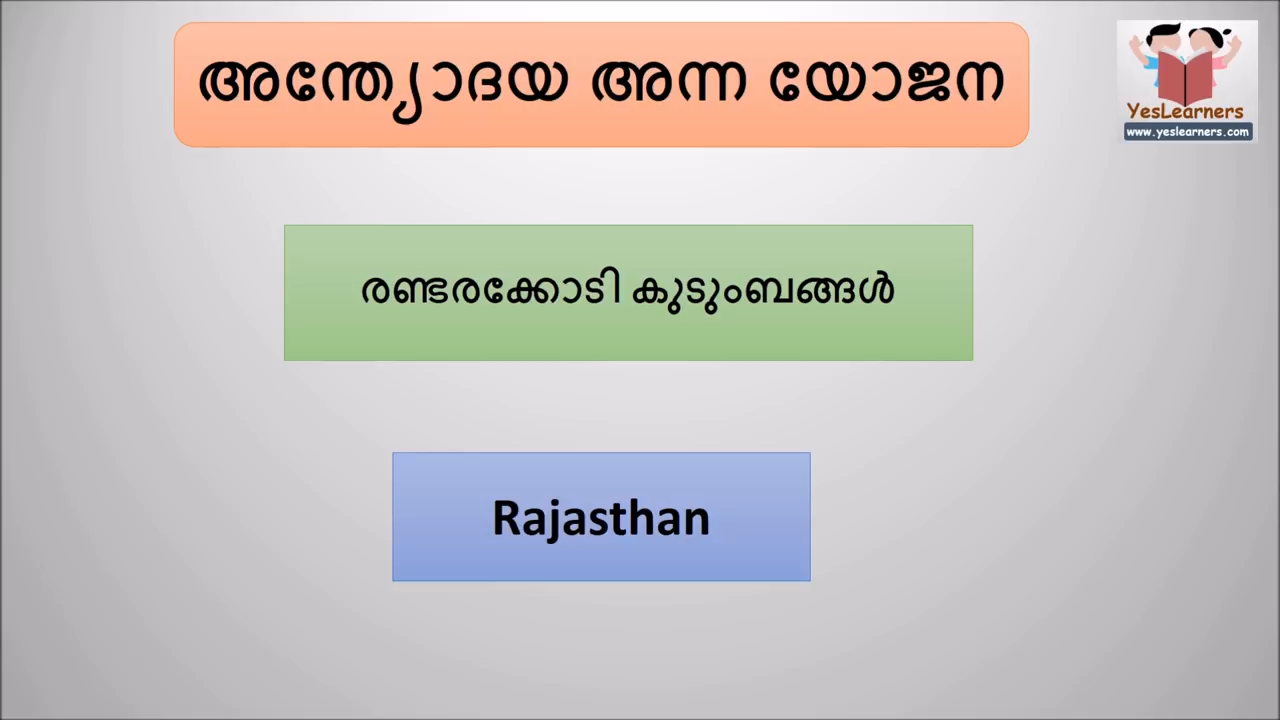 അന്ത്യോദയ അന്ന യോജന
YesLearners
www.yeslearners.com
രണ്ടരക്കോടി കുടുംബങ്ങൾ
Rajasthan